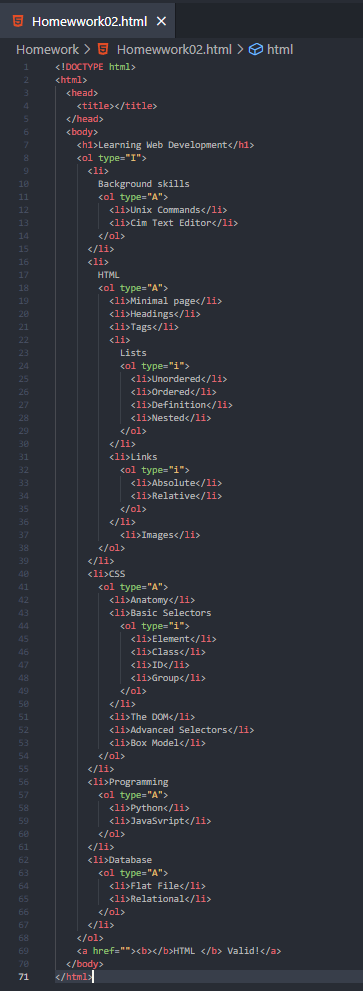 Homewwork02.html ×
Homework > Homewwork02.html > html
1 <!DOCTYPE html>
2 <html>
3 <head>
4 <title></title>
5 </head>
6 <body>
7 <h1>Learning Web Development</h1>
8 <ol type="I">
9 <li>
10 Background skills
11 <ol type="A">
12 <li>Unix Commands</li>
13 <li>Cim Text Editor</li>
14 </ol>
15 </li>
16 <li>
17 HTML
18 <ol type="A">
19 <li>Minimal page</li>
20 <li>Headings</li>
21 <li>Tags</li>
22 <li>
23 Lists
24 <ol type="i">
25 <li>Unordered</li>
26 <li>Ordered</li>
27 <li>Definition</li>
28 <li>Nested</li>
29 </ol>
30 </li>
31 <li>Links
32 <ol type="i">
33 <li>Absolute</li>
34 <li>Relative</li>
35 </ol>
36 </li>
37 <li>Images</li>
38 </ol>
39 </li>
40 <li>CSS
41 <ol type="A">
42 <li>Anatomy</li>
43 <li>Basic Selectors
44 <ol type="i">
45 <li>Element</li>
46 <li>Class</li>
47 <li>ID</li>
48 <li>Group</li>
49 </ol>
50 </li>
51 <li>The DOM</li>
52 <li>Advanced Selectors</li>
53 <li>Box Model</li>
54 </ol>
55 </li>
56 <li>Programming
57 <ol type="A">
58 <li>Python</li>
59 <li>JavaSvript</li>
60 </ol>
61 </li>
62 <li>Database
63 <ol type="A">
64 <li>Flat File</li>
65 <li>Relational</li>
66 </ol>
67 </li>
68 </ol>
69 <a href=""><b></b>HTML </b> Valid!</a>
70 </body>
71 </html>